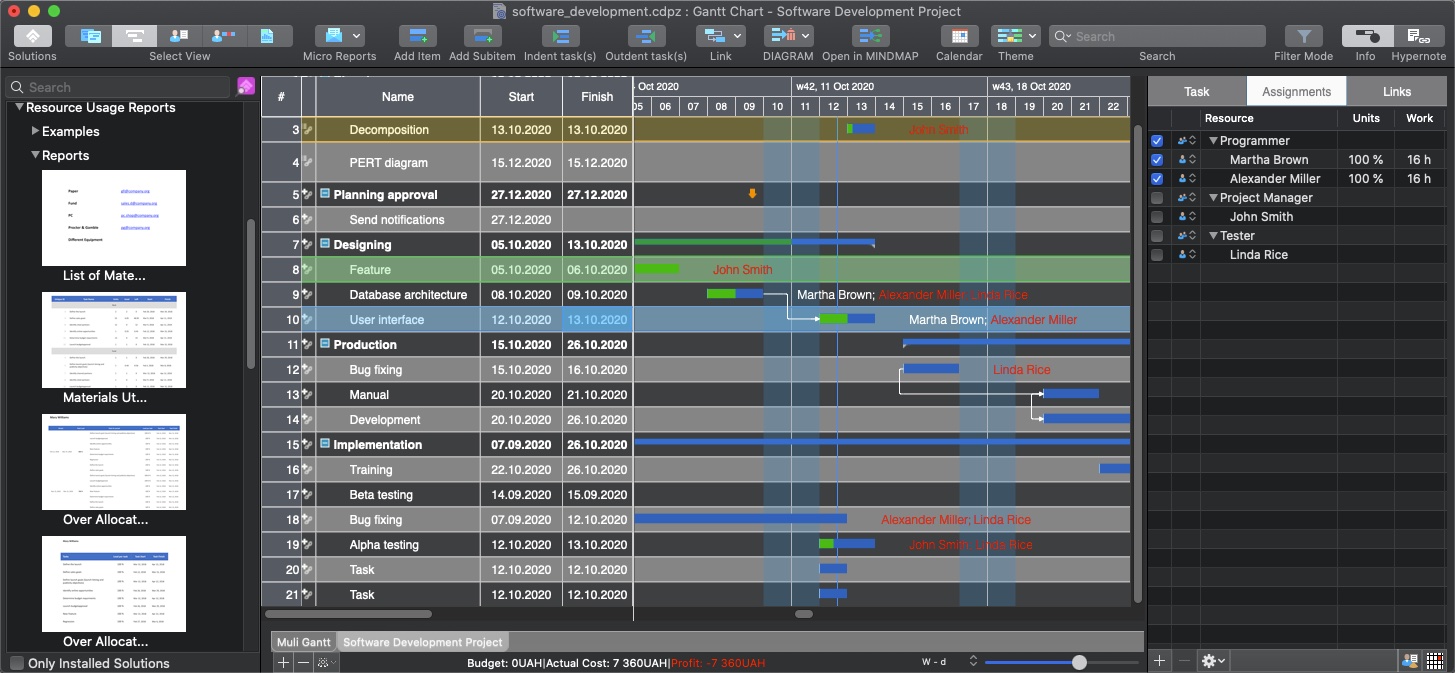 software_development.cdpz : Gantt Chart - Software Development Project
Solutions
Select View
Micro Reports
Add Item
Add Subitem
Indent task(s)
Outdent task(s)
Link
DIAGRAM
Open in MINDMAP
Calendar
Theme
Search
Search
Filter Mode
Info
Hypernote
Search
Resource Usage Reports
Examples
Reports
List of Mate...
Materials Ut...
Over Allocat...
Over Allocat...
Only Installed Solutions
# Name Start Finish
Oct 2020 w42, 11 Oct 2020 w43, 18 Oct 2020
05 06 07 08 09 10 11 12 13 14 15 16 17 18 19 20 21 22
3 Decomposition 13.10.2020 13.10.2020 John Smith
4 PERT diagram 15.12.2020 15.12.2020
5 Planning approval 27.12.2020 27.12.2020
6 Send notifications 27.12.2020
7 Designing 05.10.2020 13.10.2020
8 Feature 05.10.2020 06.10.2020 John Smith
9 Database architecture 08.10.2020 09.10.2020 Martha Brown; Alexander Miller; Linda Rice
10 User interface 12.10.2020 13.10.2020 Martha Brown; Alexander Miller
11 Production 15.10.2020 26.10.2020
12 Bug fixing 15.10.2020 16.10.2020 Linda Rice
13 Manual 20.10.2020 21.10.2020
14 Development 20.10.2020 26.10.2020
15 Implementation 07.09.2020 26.10.2020
16 Training 22.10.2020 26.10.2020
17 Beta testing 14.09.2020 15.09.2020
18 Bug fixing 07.09.2020 12.10.2020 Alexander Miller; Linda Rice
19 Alpha testing 12.10.2020 13.10.2020 John Smith; Linda Rice
20 Task 12.10.2020 12.10.2020
21 Task 12.10.2020 12.10.2020
Muli Gantt
Software Development Project
Budget: 0UAH|Actual Cost: 7 360UAH|Profit: -7 360UAH
W - d
Task
Assignments
Links
Resource Units Work
Programmer
Martha Brown 100 % 16 h
Alexander Miller 100 % 16 h
Project Manager
John Smith
Tester
Linda Rice